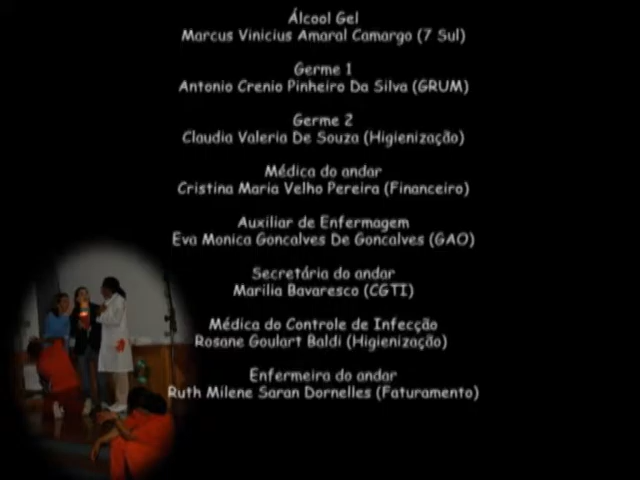 Álcool Gel
Marcus Vinicius Amaral Camargo (7 Sul)
Germe 1
Antonio Crenio Pinheiro Da Silva (GRUM)
Germe 2
Claudia Valeria De Souza (Higienização)
Médica do andar
Cristina Maria Velho Pereira (Financeiro)
Auxiliar de Enfermagem
Eva Monica Goncalves De Goncalves (GAO)
Secretária do andar
Marilia Bavaresco (CGTI)
Médica do Controle de Infecção
Rosane Goulart Baldi (Higienização)
Enfermeira do andar
Ruth Milene Saran Dornelles (Faturamento)